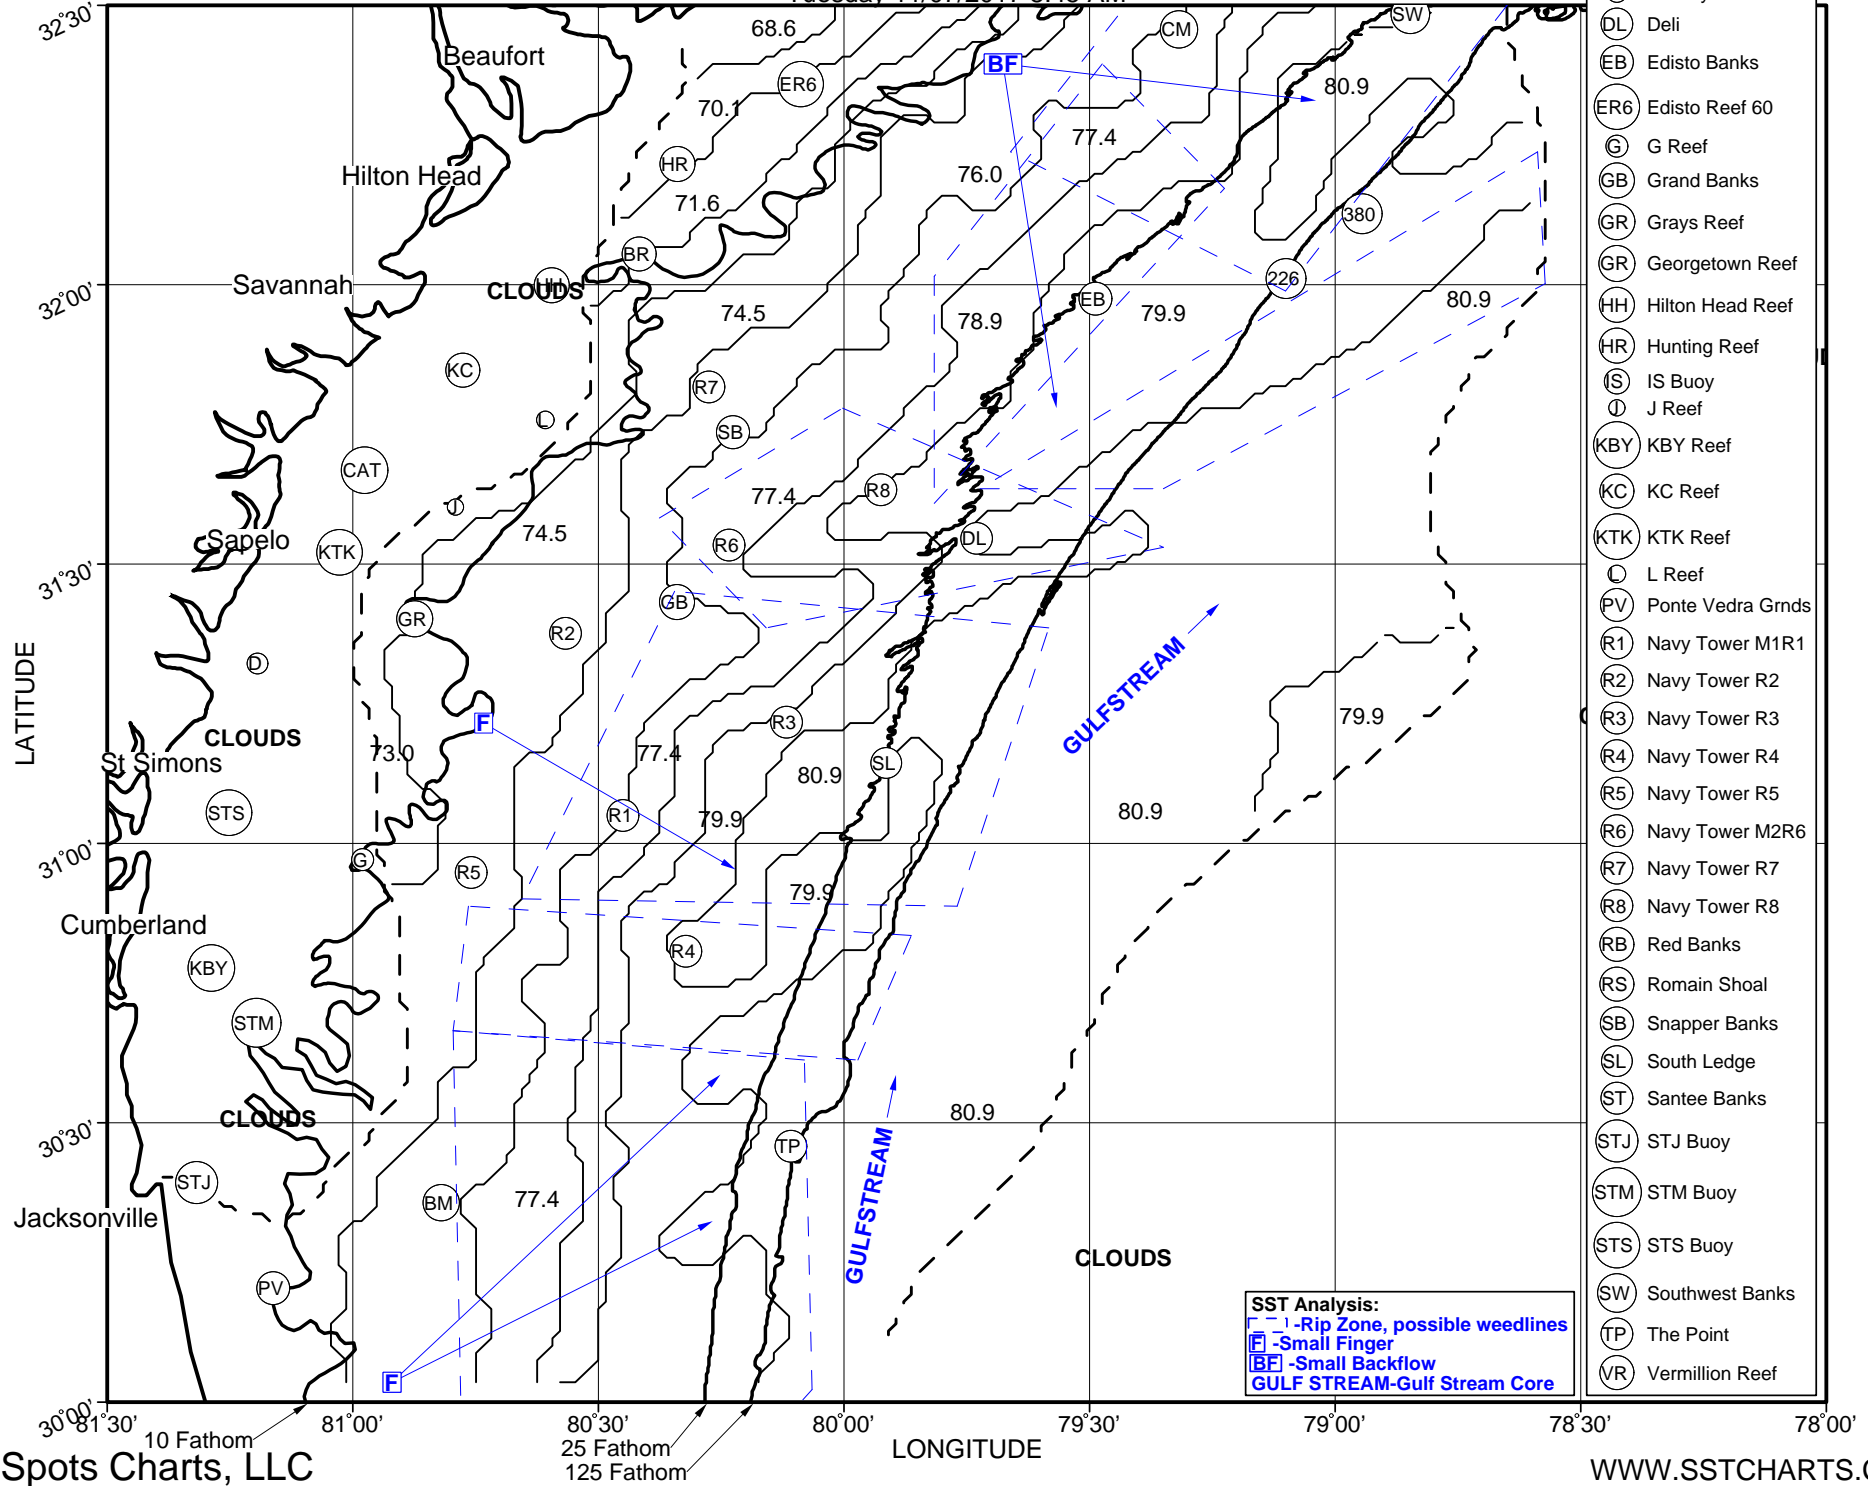 32°30'
68.6
CM
SW
DL Deli
Beaufort
BF
EB Edisto Banks
ER6
80.9
70.1
ER6 Edisto Reef 60
77.4
G G Reef
HR
Hilton Head
76.0
GB Grand Banks
71.6
380
GR Grays Reef
BR
GR Georgetown Reef
32°00'
Savannah
CLOUDS
226
EB
80.9
HH Hilton Head Reef
74.5
78.9
79.9
HR Hunting Reef
KC
R7
IS IS Buoy
L
J J Reef
SB
KBY KBY Reef
CAT
R8
77.4
KC KC Reef
J
74.5
Sapelo
KTK
R6
DL
KTK KTK Reef
31°30'
L L Reef
GB
PV Ponte Vedra Grnds
GR
R2
R1 Navy Tower M1R1
LATITUDE
D
GULFSTREAM
R2 Navy Tower R2
F
R3
79.9
R3 Navy Tower R3
CLOUDS
73.0
77.4
St Simons
SL
R4 Navy Tower R4
80.9
STS
R1
79.9
80.9
R5 Navy Tower R5
R6 Navy Tower M2R6
31°00'
G
R5
R7 Navy Tower R7
79.9
R8 Navy Tower R8
Cumberland
R4
RB Red Banks
KBY
RS Romain Shoal
STM
SB Snapper Banks
SL South Ledge
ST Santee Banks
CLOUDS
80.9
30°30'
TP
STJ STJ Buoy
GULFSTREAM
STJ
BM
77.4
STM STM Buoy
Jacksonville
STS STS Buoy
CLOUDS
PV
SW Southwest Banks
SST Analysis:
-Rip Zone, possible weedlines
F -Small Finger
BF -Small Backflow
GULF STREAM-Gulf Stream Core
TP The Point
VR Vermillion Reef
F
30°00'
81°30' 81°00' 80°30' 80°00' 79°30' 79°00' 78°30' 78°00'
10 Fathom
25 Fathom
LONGITUDE
125 Fathom
Spots Charts, LLC
WWW.SSTCHARTS.